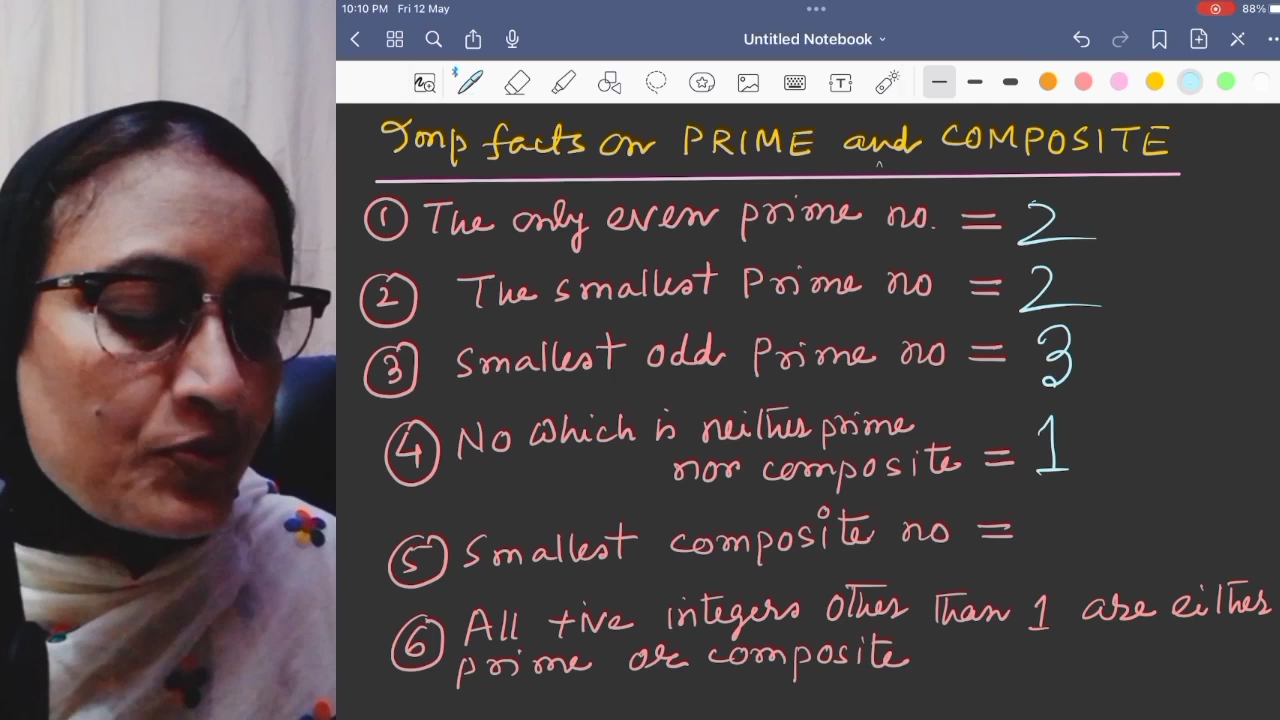 10:10 PM Fri 12 May
88%
Untitled Notebook
Imp facts on PRIME and COMPOSITE
① The only even prime no. = 2
② The smallest Prime no = 2
③ Smallest odd Prime no = 3
④ No which is neither prime
nor composite = 1
⑤ Smallest composite no =
⑥ All +ive integers other than 1 are either
prime or composite